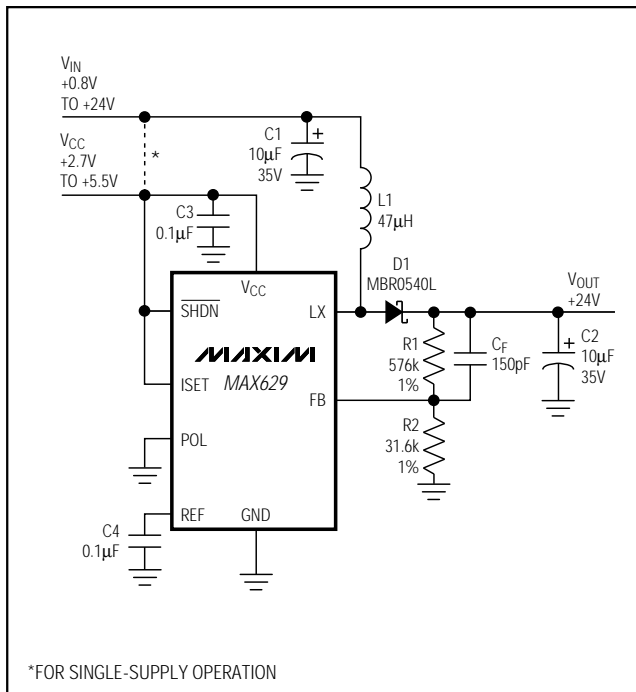 VIN
+0.8V
TO +24V
VCC
+2.7V
TO +5.5V
*
C1
10µF
35V
+
L1
47µH
C3
0.1µF
D1
MBR0540L
VOUT
+24V
VCC
SHDN
LX
MAXIM
MAX629
ISET
FB
POL
REF
GND
R1
576k
1%
CF
150pF
+
C2
10µF
35V
R2
31.6k
1%
C4
0.1µF
*FOR SINGLE-SUPPLY OPERATION